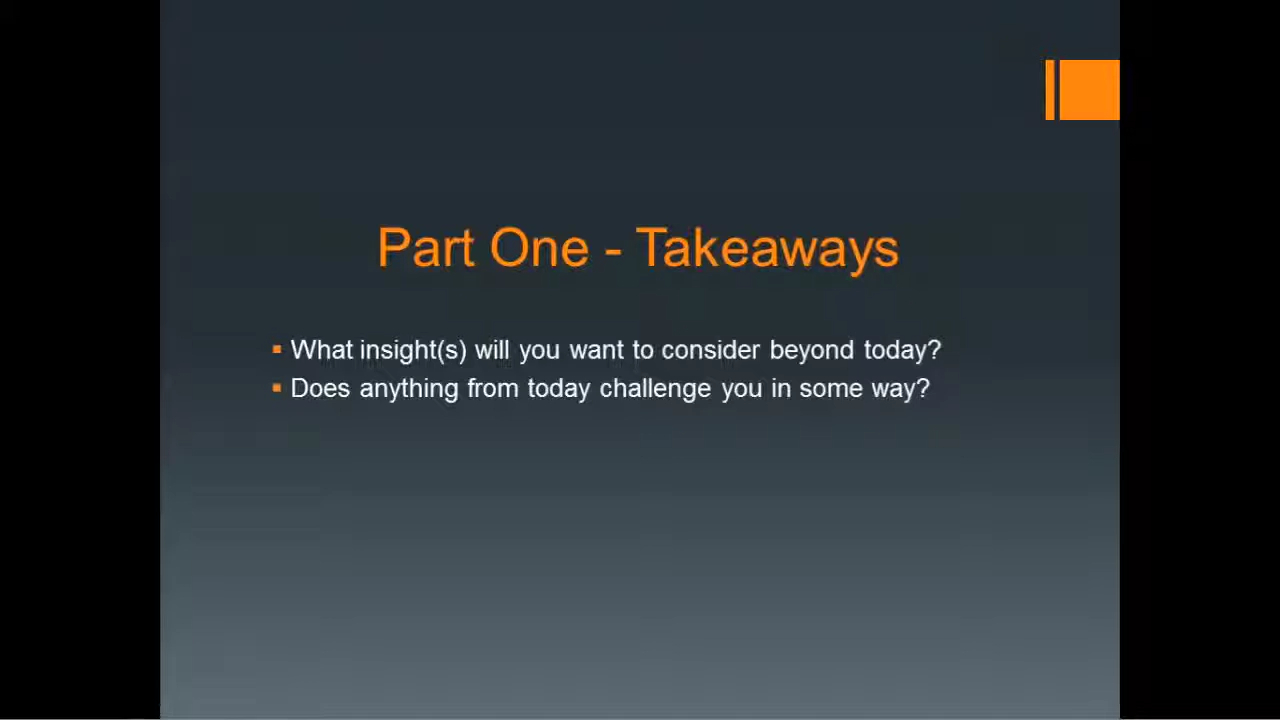 Part One - Takeaways
▪ What insight(s) will you want to consider beyond today?
▪ Does anything from today challenge you in some way?